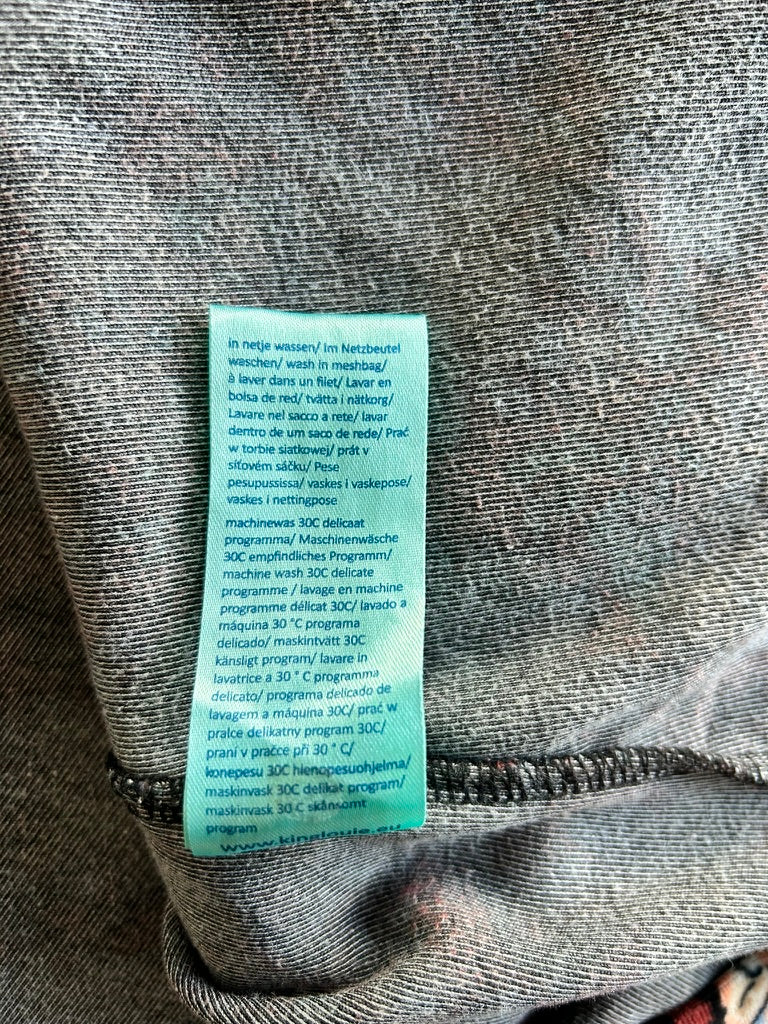 in netje wassen/ Im Netzbeutel
waschen/ wash in meshbag/
à laver dans un filet/ Lavar en
bolsa de red/ tvätta i nätkorg/
Lavare nel sacco a rete/ lavar
dentro de um saco de rede/ Prać
w torbie siatkowej/ prát v
síťovém sáčku/ Pese
pesupussissa/ vaskes i vaskepose/
vaskes i nettingpose
machinewas 30C delicaat
programma/ Maschinenwäsche
30C empfindliches Programm/
machine wash 30C delicate
programme / lavage en machine
programme délicat 30C/ lavado a
máquina 30 °C programa
delicado/ maskintvätt 30C
känsligt program/ lavare in
lavatrice a 30 ° C programma
delicato/ programa delicado de
lavagem a máquina 30C/ prać w
pralce delikatny program 30C/
praní v pračce při 30 ° C/
konepesu 30C hienopesuohjelma/
maskinvask 30C delikat program/
maskinvask 30 C skånsomt
program
www.kinglouie.eu